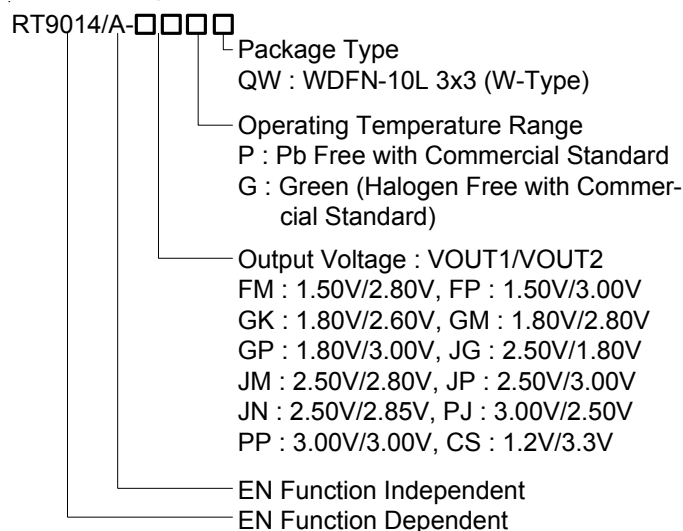 RT9014/A-
Package Type
QW : WDFN-10L 3x3 (W-Type)
Operating Temperature Range
P : Pb Free with Commercial Standard
G : Green (Halogen Free with Commer-
cial Standard)
Output Voltage : VOUT1/VOUT2
FM : 1.50V/2.80V, FP : 1.50V/3.00V
GK : 1.80V/2.60V, GM : 1.80V/2.80V
GP : 1.80V/3.00V, JG : 2.50V/1.80V
JM : 2.50V/2.80V, JP : 2.50V/3.00V
JN : 2.50V/2.85V, PJ : 3.00V/2.50V
PP : 3.00V/3.00V, CS : 1.2V/3.3V
EN Function Independent
EN Function Dependent